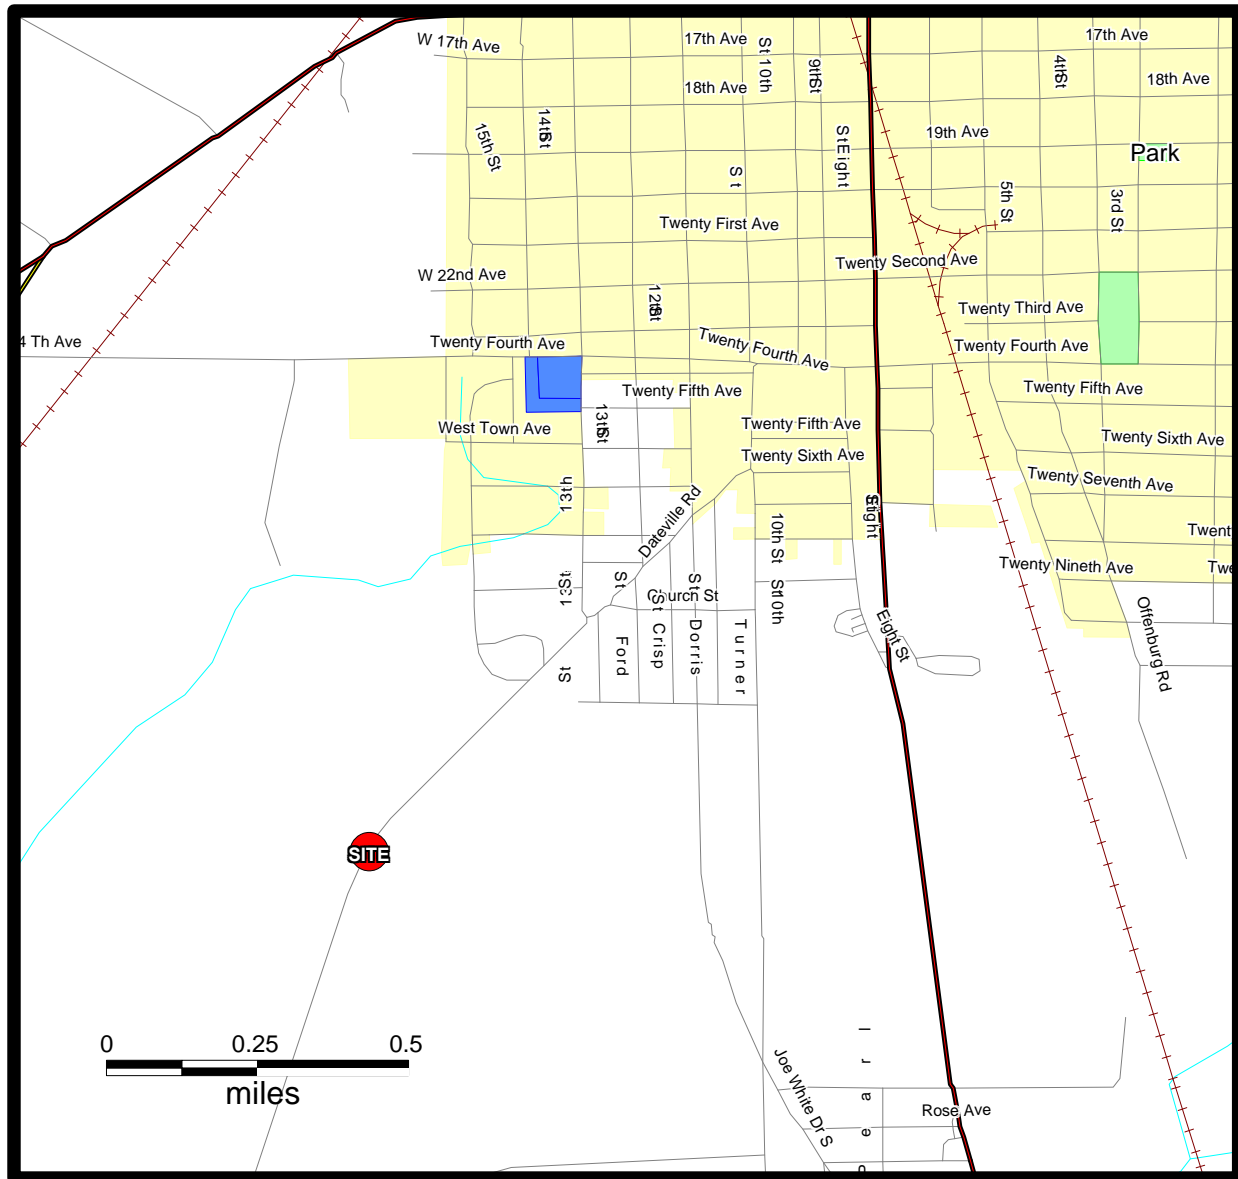 W 17th Ave
17th Ave
17th Ave
St 10th
9th St
4th St
18th Ave
18th Ave
14th St
15th St
St Eight
19th Ave
Park
St
5th St
3rd St
Twenty First Ave
Twenty Second Ave
W 22nd Ave
12th St
Twenty Third Ave
4 Th Ave
Twenty Fourth Ave
Twenty Fourth Ave
Twenty Fourth Ave
Twenty Fifth Ave
Twenty Fifth Ave
13th St
West Town Ave
Twenty Fifth Ave
Twenty Sixth Ave
Twenty Sixth Ave
Twenty Seventh Ave
13th
Dateville Rd
Eight
10th St
Twent
Twenty Nineth Ave
Twe
13St
St
St
St
Church St
St 10th
Ford
Crisp
Dorris
Turner
Eight St
Offenburg Rd
St
SITE
0 0.25 0.5
miles
Joe White Dr S
Pearl
Rose Ave